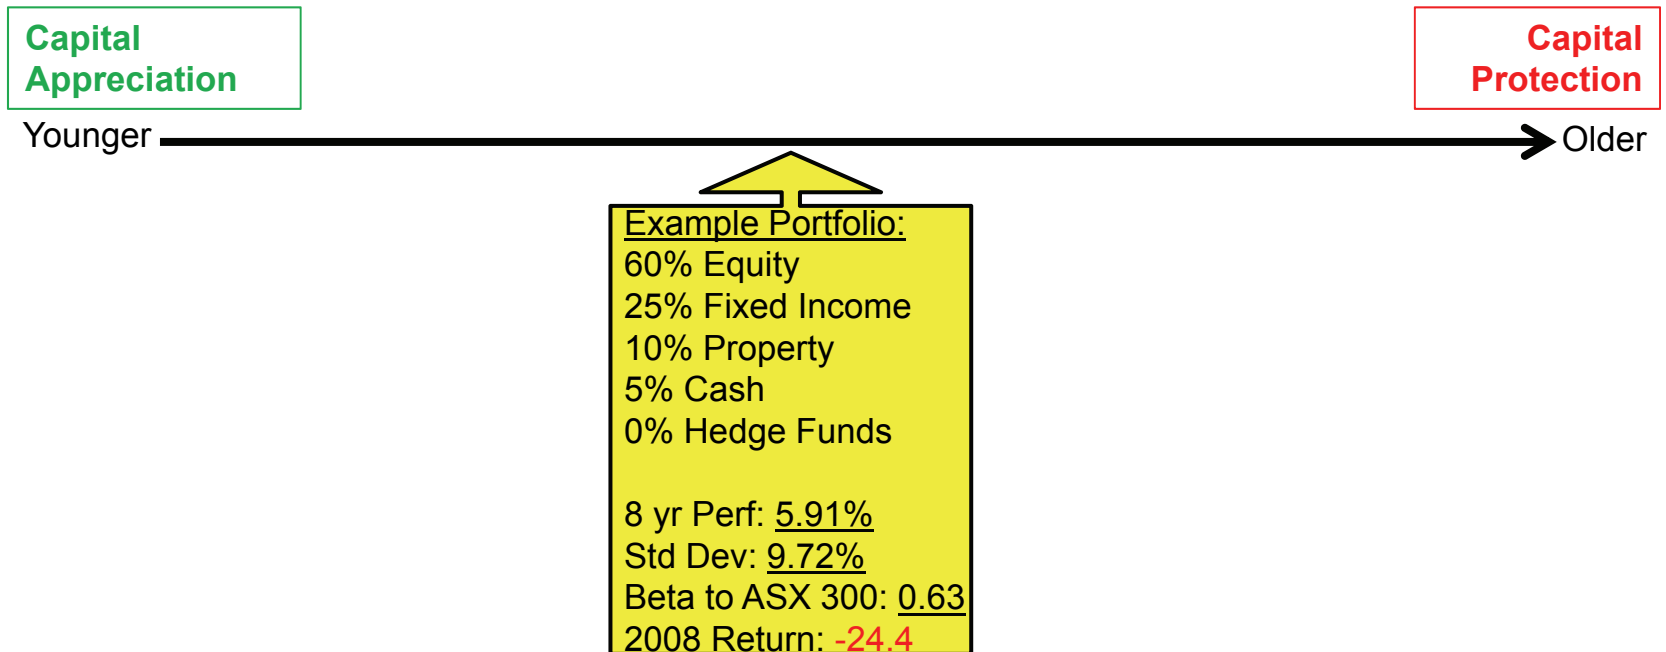 Capital
Appreciation
Capital
Protection
Younger
Older
Example Portfolio:
60% Equity
25% Fixed Income
10% Property
5% Cash
0% Hedge Funds
8 yr Perf: 5.91%
Std Dev: 9.72%
Beta to ASX 300: 0.63
2008 Return: -24.4